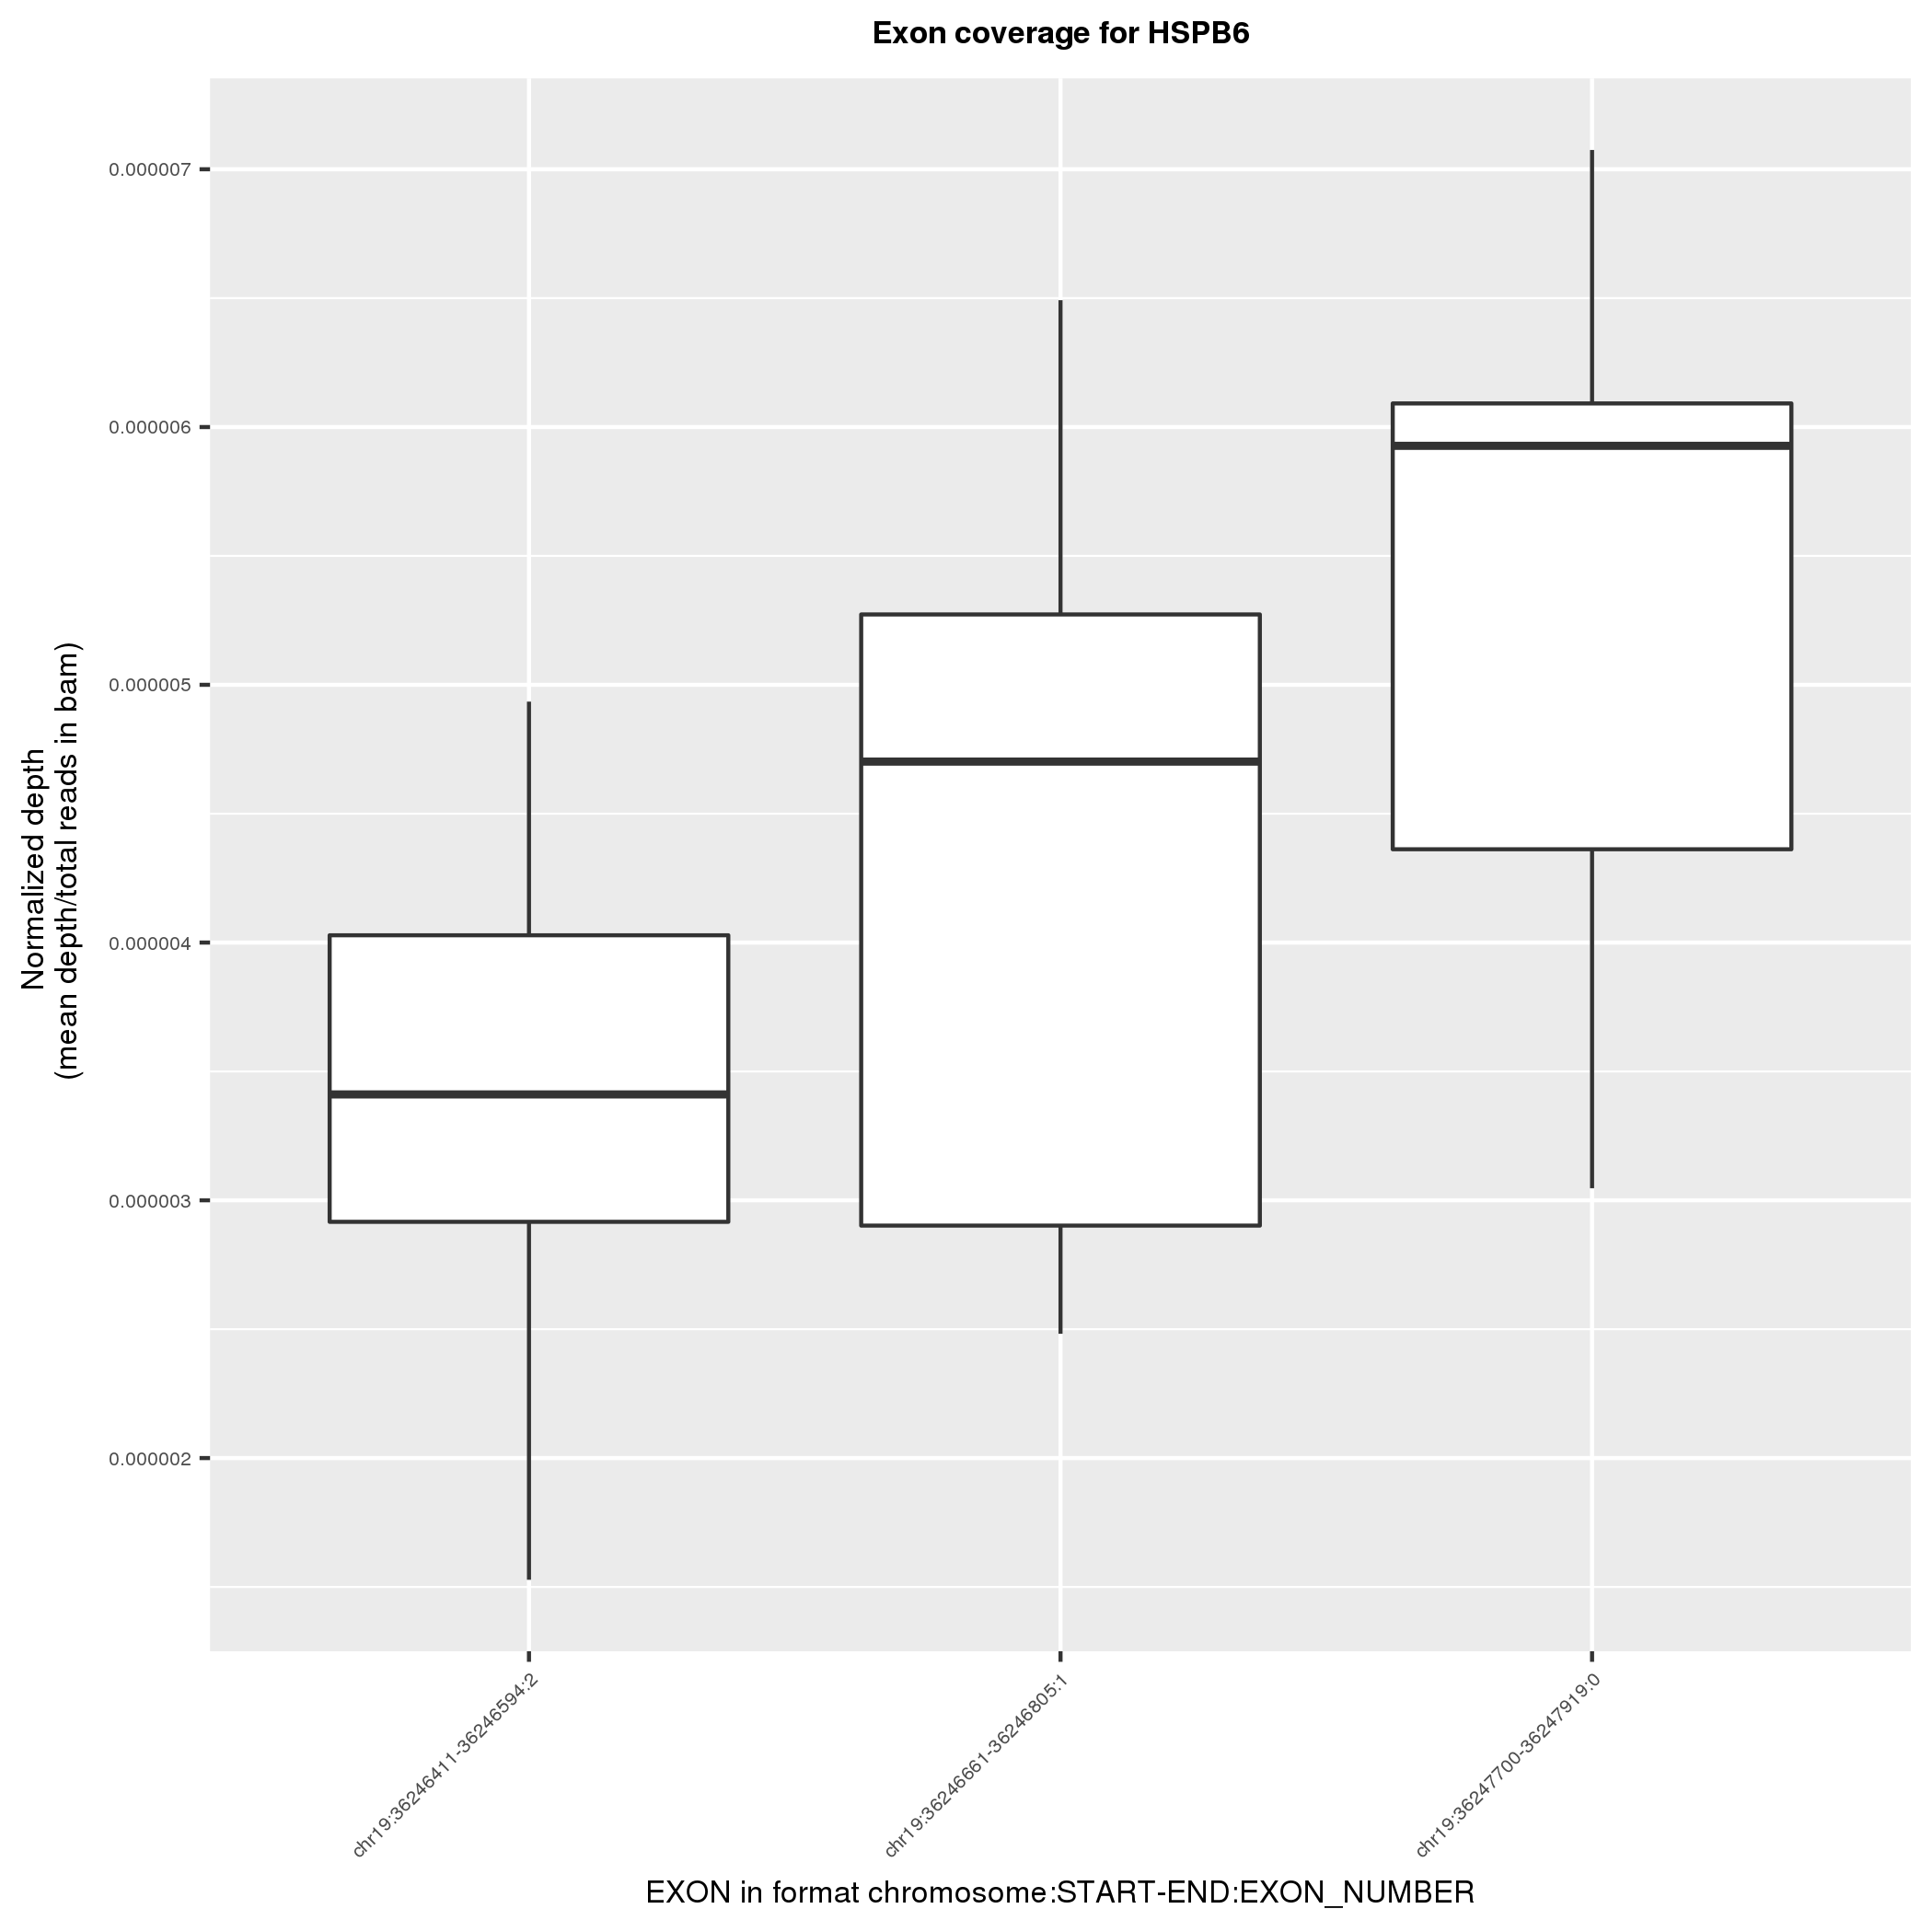 Exon coverage for HSPB6
Normalized depth
(mean depth/total reads in bam)
0.000007
0.000006
0.000005
0.000004
0.000003
0.000002
chr19:36246411-36246594:2
chr19:36246661-36246805:1
chr19:36247700-36247919:0
EXON in format chromosome:START-END:EXON_NUMBER